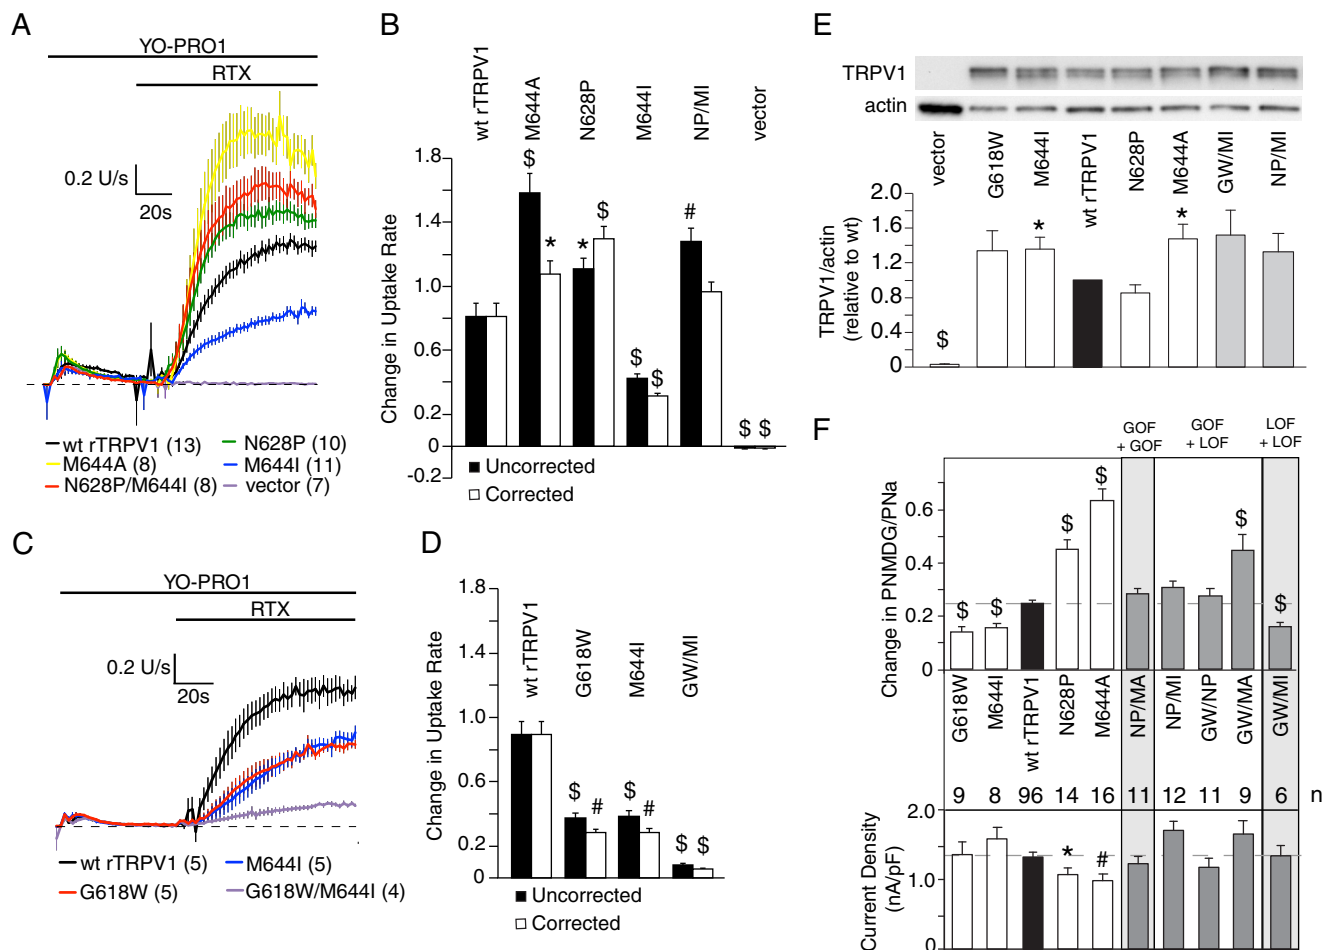 A
YO-PRO1
RTX
0.2 U/s
20s
wt rTRPV1 (13)
M644A (8)
N628P/M644I (8)
N628P (10)
M644I (11)
vector (7)
B
wt rTRPV1
M644A
N628P
M644I
NP/MI
vector
Change in Uptake Rate
1.8
1.4
1.0
0.6
0.2
0
-0.2
$
*
*
$
$
$
#
$ $
Uncorrected
Corrected
C
YO-PRO1
RTX
0.2 U/s
20s
wt rTRPV1 (5)
G618W (5)
M644I (5)
G618W/M644I (4)
D
wt rTRPV1
G618W
M644I
GW/MI
Change in Uptake Rate
1.8
1.4
1.0
0.6
0.2
0
$
#
$
#
$ $
Uncorrected
Corrected
E
TRPV1
actin
vector
G618W
M644I
wt rTRPV1
N628P
M644A
GW/MI
NP/MI
TRPV1/actin
(relative to wt)
2.0
1.6
1.2
0.8
0.4
0
$
*
*
F
GOF
+ GOF
GOF
+ LOF
LOF
+ LOF
Change in PNMDG/PNa
0.6
0.4
0.2
0
$
$
$
$
$
$
G618W
M644I
wt rTRPV1
N628P
M644A
NP/MA
NP/MI
GW/NP
GW/MA
GW/MI
9 8 96 14 16 11 12 11 9 6 n
Current Density
(nA/pF)
2.0
1.0
0
*
#